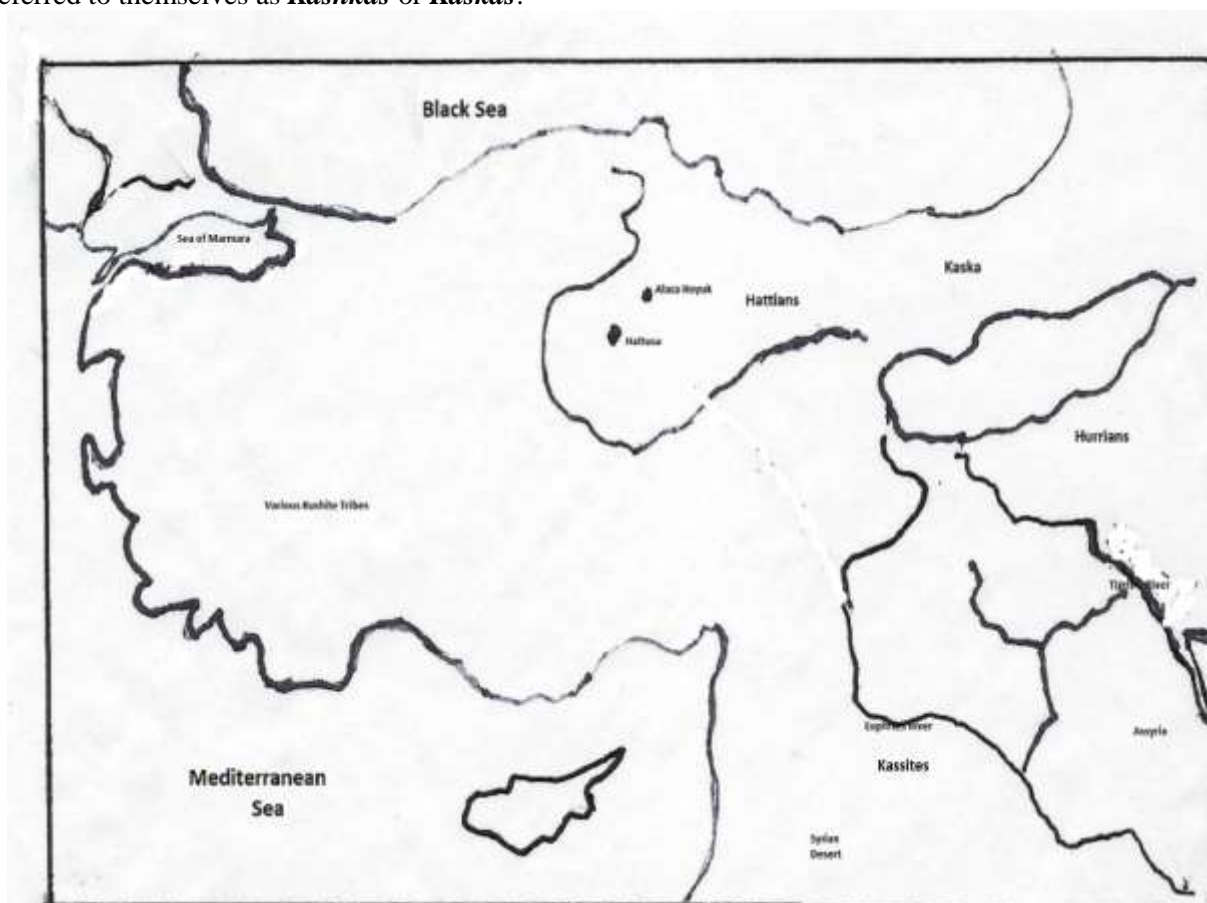 referred to themselves as Kashkas or Kaskas.
Black Sea
Sea of Marmara
Kaska
Alaca Hoyuk
Hattians
Hattusa
Hurrians
Various Kushite Tribes
River
Euphrates River
Assyria
Kassites
Mediterranean
Sea
Syrian
Desert